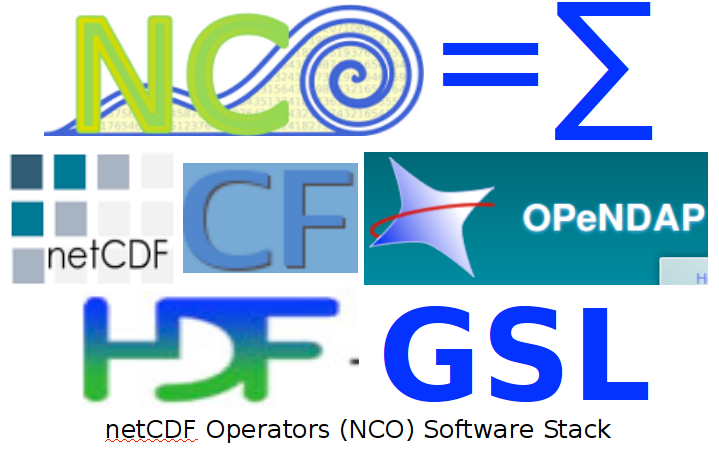 NCO = ∑
netCDF CF OPeNDAP
HDF GSL
netCDF Operators (NCO) Software Stack